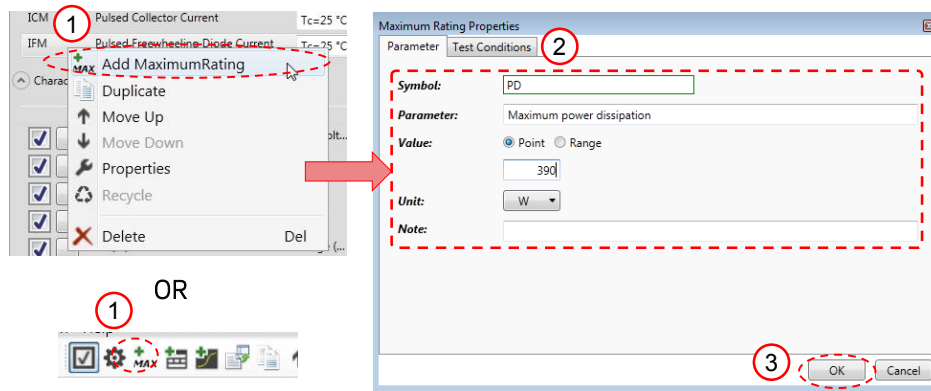 ICM Pulsed Collector Current Tc=25 °C
1
IFM Pulsed Freewheeling Diode Current Tc=25 °C
+ MAX Add MaximumRating
Charac
Duplicate
Move Up
Move Down
Properties
Recycle
Delete Del
OR
1
MAX
Maximum Rating Properties
Parameter Test Conditions 2
Symbol: PD
Parameter: Maximum power dissipation
Value: Point Range
390
Unit: W
Note:
3 OK Cancel